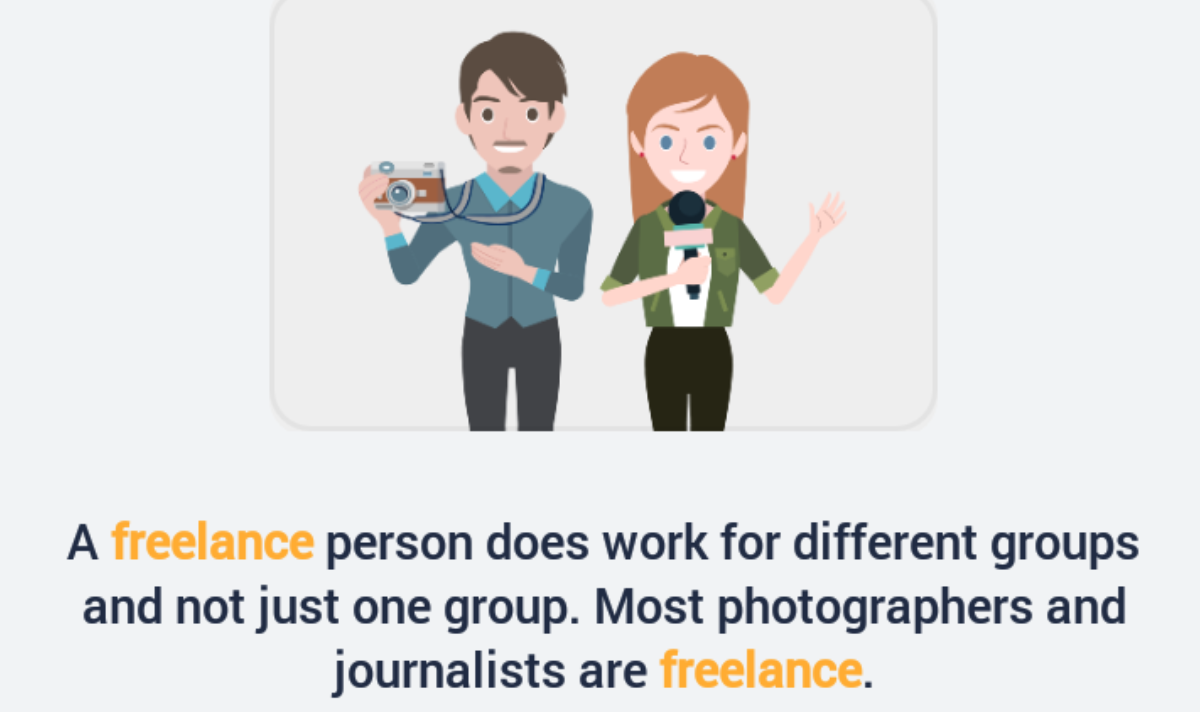 A freelance person does work for different groups
and not just one group. Most photographers and
journalists are freelance.